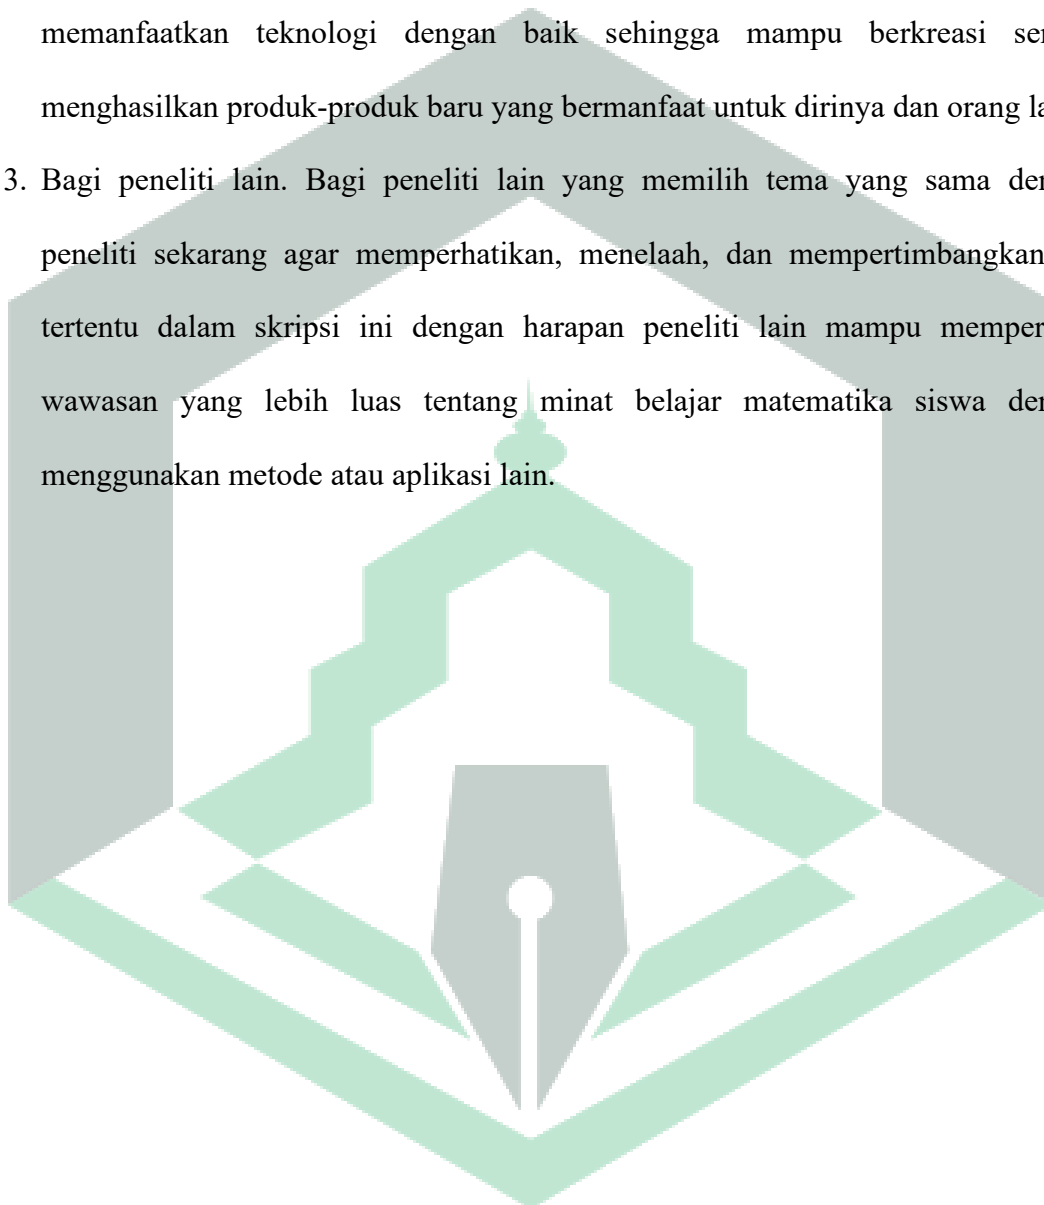 memanfaatkan teknologi dengan baik sehingga mampu berkreasi
menghasilkan produk-produk baru yang bermanfaat untuk dirinya dan orang
3. Bagi peneliti lain. Bagi peneliti lain yang memilih tema yang sama
peneliti sekarang agar memperhatikan, menelaah, dan mempertimbangkan
tertentu dalam skripsi ini dengan harapan peneliti lain mampu
wawasan yang lebih luas tentang minat belajar matematika siswa
menggunakan metode atau aplikasi lain.